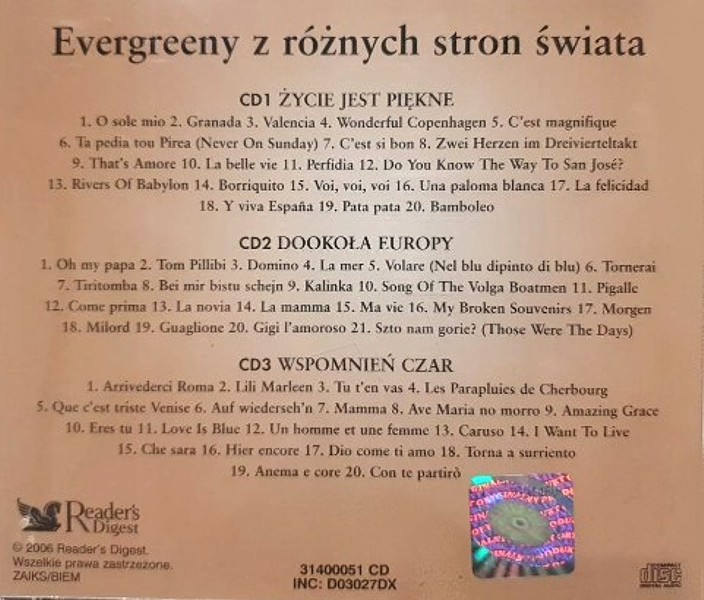 Evergreeny z różnych stron świata
CD1 ŻYCIE JEST PIĘKNE
1. O sole mio 2. Granada 3. Valencia 4. Wonderful Copenhagen 5. C'est magnifique
6. Ta pedia tou Pirea (Never On Sunday) 7. C'est si bon 8. Zwei Herzen im Dreivierteltakt
9. That's Amore 10. La belle vie 11. Perfidia 12. Do You Know The Way To San José?
13. Rivers Of Babylon 14. Borriquito 15. Voi, voi, voi 16. Una paloma blanca 17. La felicidad
18. Y viva España 19. Pata pata 20. Bamboleo
CD2 DOOKOŁA EUROPY
1. Oh my papa 2. Tom Pillibi 3. Domino 4. La mer 5. Volare (Nel blu dipinto di blu) 6. Tornerai
7. Tiritomba 8. Bei mir bistu schejn 9. Kalinka 10. Song Of The Volga Boatmen 11. Pigalle
12. Come prima 13. La novia 14. La mamma 15. Ma vie 16. My Broken Souvenirs 17. Morgen
18. Milord 19. Guaglione 20. Gigi l'amoroso 21. Szto nam gorie? (Those Were The Days)
CD3 WSPOMNIEŃ CZAR
1. Arrivederci Roma 2. Lili Marleen 3. Tu t'en vas 4. Les Parapluies de Cherbourg
5. Que c'est triste Venise 6. Auf wiederseh'n 7. Mamma 8. Ave Maria no morro 9. Amazing Grace
10. Eres tu 11. Love Is Blue 12. Un homme et une femme 13. Caruso 14. I Want To Live
15. Che sara 16. Hier encore 17. Dio come ti amo 18. Torna a surriento
19. Anema e core 20. Con te partirò
Reader's
Digest
© 2006 Reader's Digest.
Wszelkie prawa zastrzeżone.
ZAIKS/BIEM
31400051 CD
INC: D03027DX
COMPACT
disc
DIGITAL AUDIO